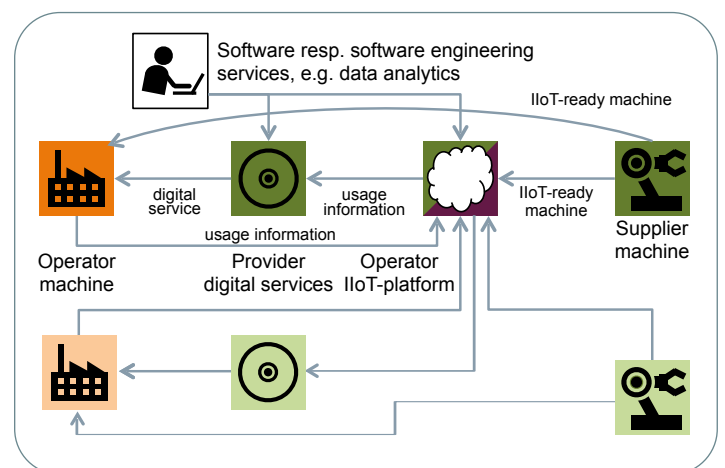 Software resp. software engineering
services, e.g. data analytics
IIoT-ready machine
digital
service
usage
information
IIoT-ready
machine
usage information
Operator
machine
Provider
digital services
Operator
IIoT-platform
Supplier
machine